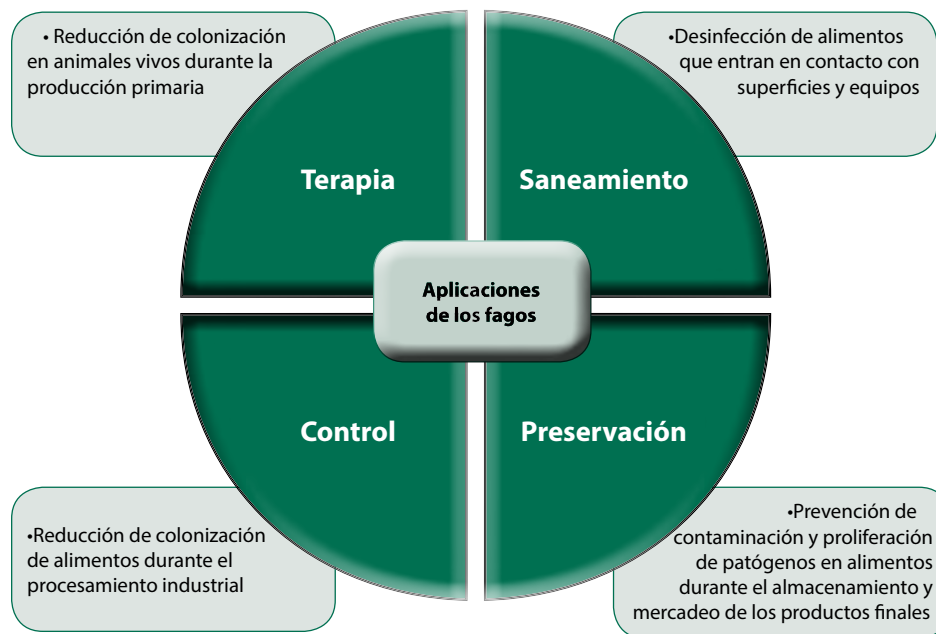 • Reducción de colonización
en animales vivos durante la
producción primaria
•Desinfección de alimentos
que entran en contacto con
superficies y equipos
Terapia
Saneamiento
Aplicaciones
de los fagos
Control
Preservación
•Reducción de colonización
de alimentos durante el
procesamiento industrial
•Prevención de
contaminación y proliferación
de patógenos en alimentos
durante el almacenamiento y
mercadeo de los productos finales